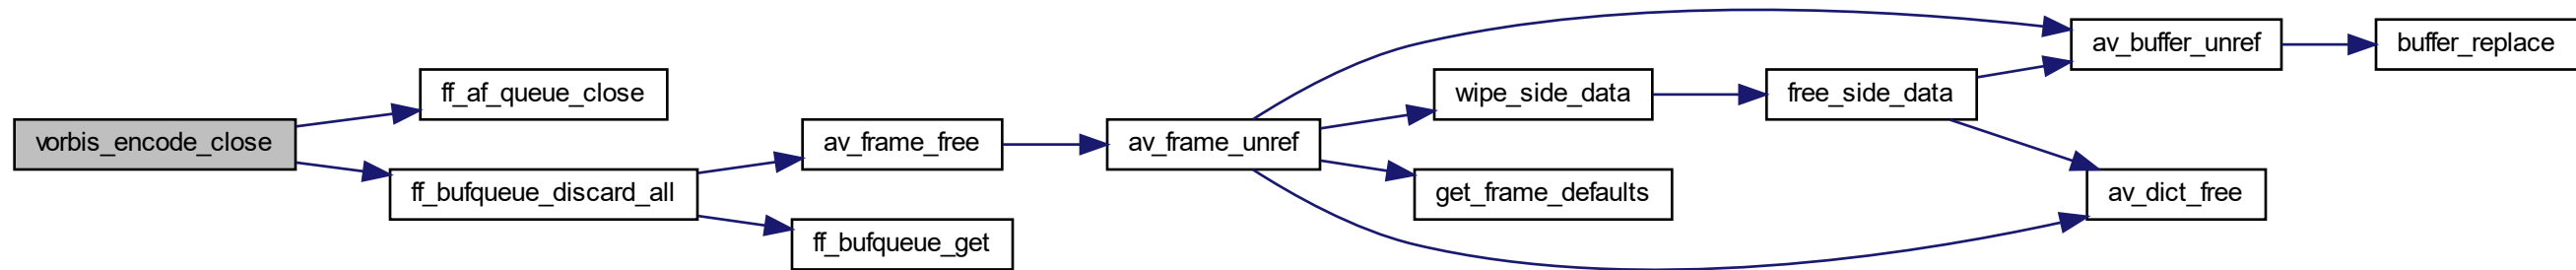 vorbis_encode_close
ff_af_queue_close
ff_bufqueue_discard_all
av_frame_free
ff_bufqueue_get
av_frame_unref
wipe_side_data
get_frame_defaults
free_side_data
av_buffer_unref
av_dict_free
buffer_replace